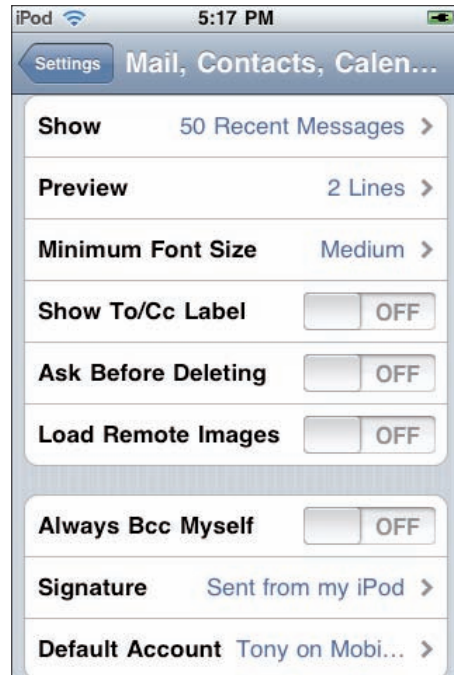 iPod 5:17 PM
Settings Mail, Contacts, Calen...
Show 50 Recent Messages >
Preview 2 Lines >
Minimum Font Size Medium >
Show To/Cc Label OFF
Ask Before Deleting OFF
Load Remote Images OFF
Always Bcc Myself OFF
Signature Sent from my iPod >
Default Account Tony on Mobi... >